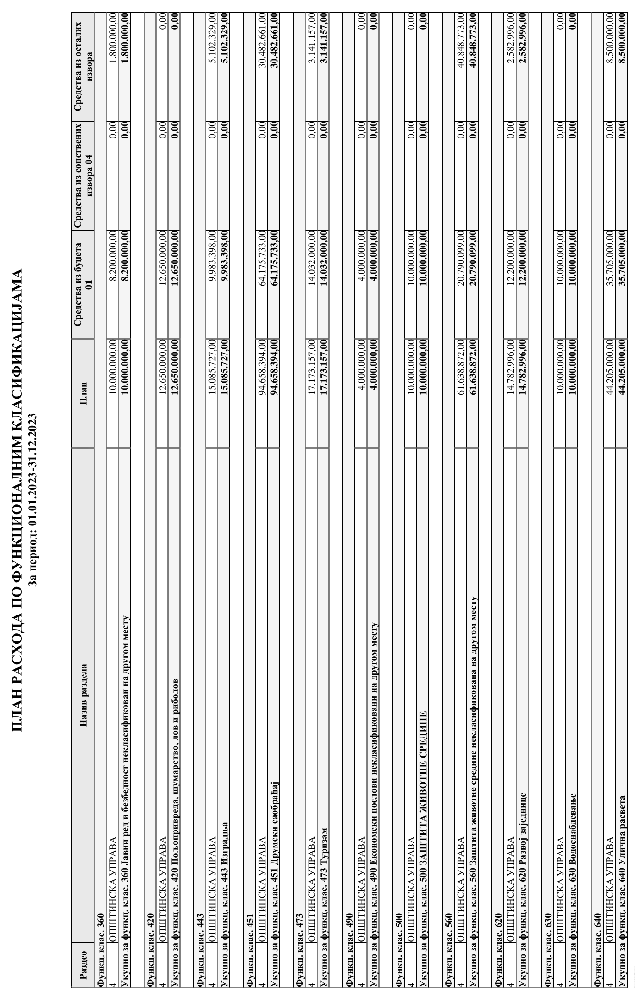 ПЛАН РАСХОДА ПО ФУНКЦИОНАЛНИМ КЛАСИФИКАЦИЈАМА
За период: 01.01.2023-31.12.2023
Раздео Назив раздела План Средства из буџета 01 Средства из сопствених извора 04 Средства из осталих извора
Функц. клас. 360
4 ОПШТИНСКА УПРАВА 10.000.000,00 8.200.000,00 0,00 1.800.000,00
Укупно за функц. клас. 360 Јавни ред и безбедност некласификован на другом месту 10.000.000,00 8.200.000,00 0,00 1.800.000,00
Функц. клас. 420
4 ОПШТИНСКА УПРАВА 12.650.000,00 12.650.000,00 0,00 0,00
Укупно за функц. клас. 420 Пољопривреда, шумарство, лов и риболов 12.650.000,00 12.650.000,00 0,00 0,00
Функц. клас. 443
4 ОПШТИНСКА УПРАВА 15.085.727,00 9.983.398,00 0,00 5.102.329,00
Укупно за функц. клас. 443 Изградња 15.085.727,00 9.983.398,00 0,00 5.102.329,00
Функц. клас. 451
4 ОПШТИНСКА УПРАВА 94.658.394,00 64.175.733,00 0,00 30.482.661,00
Укупно за функц. клас. 451 Друмски саобраћај 94.658.394,00 64.175.733,00 0,00 30.482.661,00
Функц. клас. 473
4 ОПШТИНСКА УПРАВА 17.173.157,00 14.032.000,00 0,00 3.141.157,00
Укупно за функц. клас. 473 Туризам 17.173.157,00 14.032.000,00 0,00 3.141.157,00
Функц. клас. 490
4 ОПШТИНСКА УПРАВА 4.000.000,00 4.000.000,00 0,00 0,00
Укупно за функц. клас. 490 Економски послови некласификовани на другом месту 4.000.000,00 4.000.000,00 0,00 0,00
Функц. клас. 500
4 ОПШТИНСКА УПРАВА 10.000.000,00 10.000.000,00 0,00 0,00
Укупно за функц. клас. 500 ЗАШТИТА ЖИВОТНЕ СРЕДИНЕ 10.000.000,00 10.000.000,00 0,00 0,00
Функц. клас. 560
4 ОПШТИНСКА УПРАВА 61.638.872,00 20.790.099,00 0,00 40.848.773,00
Укупно за функц. клас. 560 Заштита животне средине некласификована на другом месту 61.638.872,00 20.790.099,00 0,00 40.848.773,00
Функц. клас. 620
4 ОПШТИНСКА УПРАВА 14.782.996,00 12.200.000,00 0,00 2.582.996,00
Укупно за функц. клас. 620 Развој заједнице 14.782.996,00 12.200.000,00 0,00 2.582.996,00
Функц. клас. 630
4 ОПШТИНСКА УПРАВА 10.000.000,00 10.000.000,00 0,00 0,00
Укупно за функц. клас. 630 Водоснабдевање 10.000.000,00 10.000.000,00 0,00 0,00
Функц. клас. 640
4 ОПШТИНСКА УПРАВА 44.205.000,00 35.705.000,00 0,00 8.500.000,00
Укупно за функц. клас. 640 Улична расвета 44.205.000,00 35.705.000,00 0,00 8.500.000,00